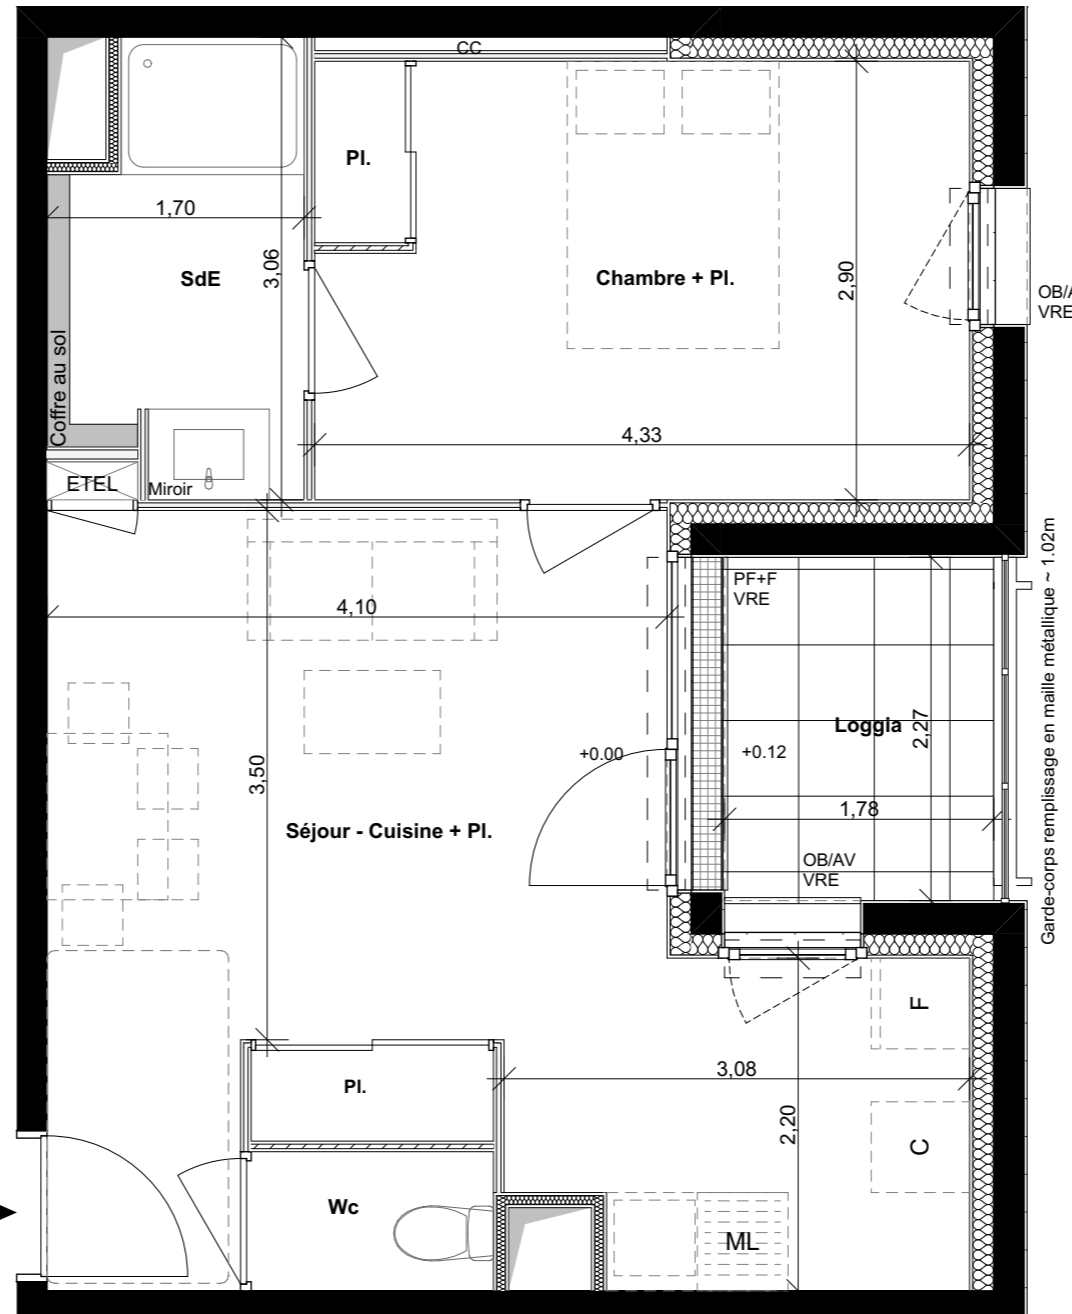 CC
Pl.
1,70
3,06
SdE
Chambre + Pl.
2,90
OB/A
VRE
Coffre au sol
4,33
ETEL
Miroir
PF+F
VRE
4,10
Garde-corps remplissage en maille métallique ~ 1.02m
Loggia
2,27
+0.00
+0.12
3,50
1,78
Séjour - Cuisine + Pl.
OB/AV
VRE
F
3,08
Pl.
2,20
C
Wc
ML